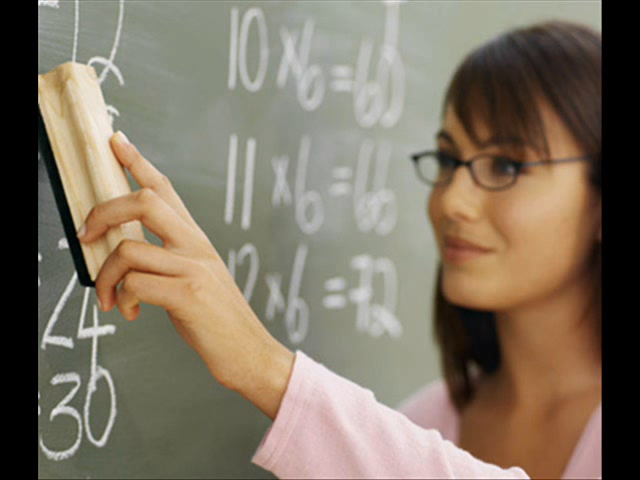 10 x 6 = 60
11 x 6 = 66
12 x 6 = 72
24
30